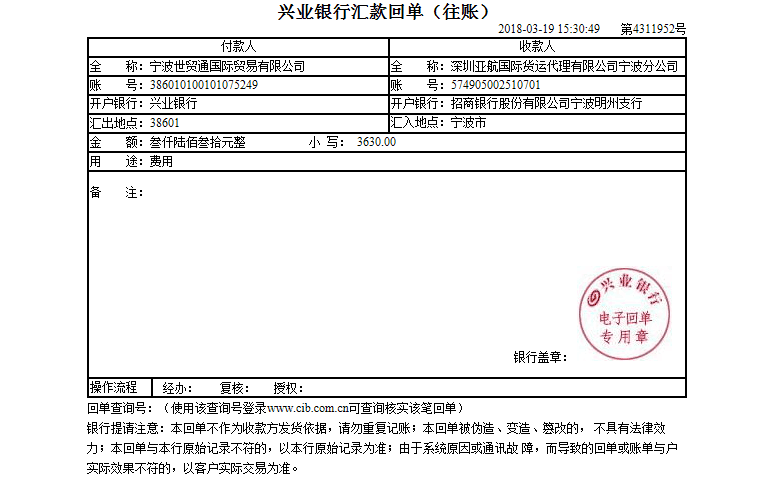 兴业银行汇款回单（往账）
2018-03-19 15:30:49 第4311952号
付款人 收款人
全 称：宁波世贸通国际贸易有限公司 全 称：深圳亚航国际货运代理有限公司宁波分公司
账 号：386010100101075249 账 号：574905002510701
开户银行：兴业银行 开户银行：招商银行股份有限公司宁波明州支行
汇出地点：38601 汇入地点：宁波市
金 额：叁仟陆佰叁拾元整 小 写： 3630.00
用 途：费用
备 注：
兴业银行
电子回单
专用章
银行盖章：
操作流程 经办： 复核： 授权：
回单查询号：（使用该查询号登录www.cib.com.cn可查询核实该笔回单）
银行提请注意：本回单不作为收款方发货依据，请勿重复记账；本回单被伪造、变造、篡改的， 不具有法律效
力；本回单与本行原始记录不符的，以本行原始记录为准；由于系统原因或通讯故 障，而导致的回单或账单与户
实际效果不符的，以客户实际交易为准。